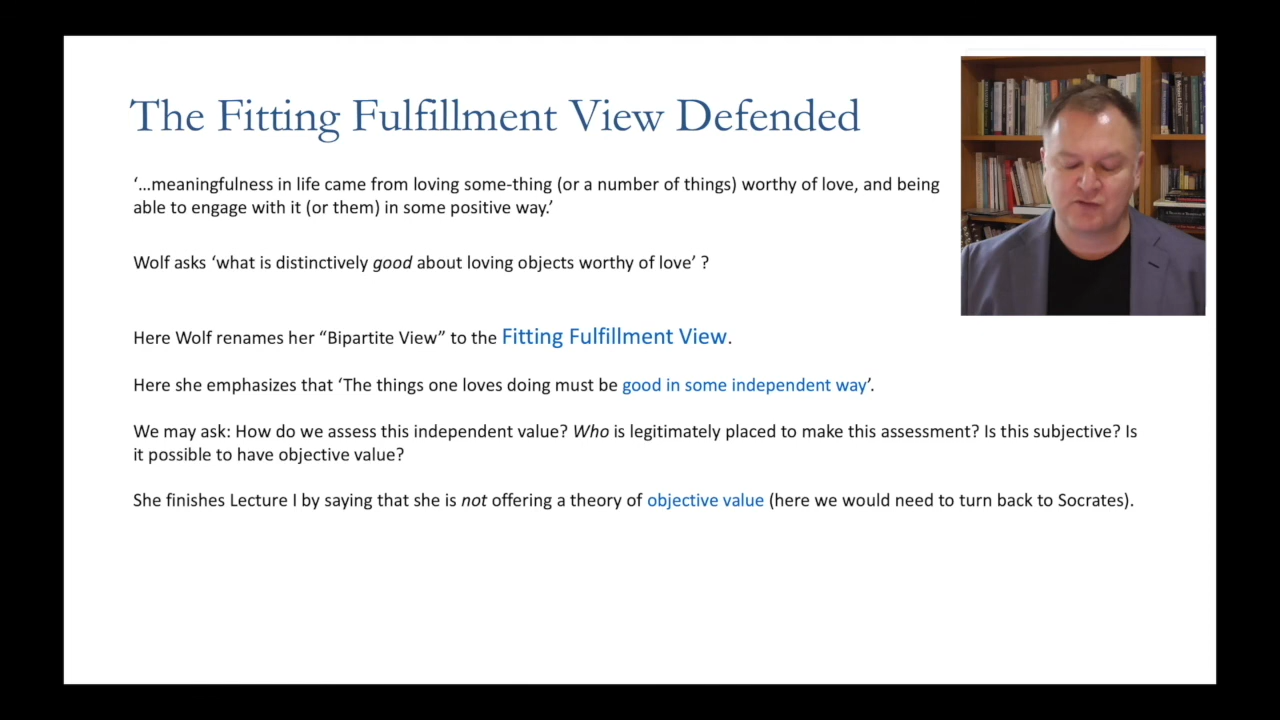 The Fitting Fulfillment View Defended
‘…meaningfulness in life came from loving some-thing (or a number of things) worthy of love, and being
able to engage with it (or them) in some positive way.’
Wolf asks ‘what is distinctively good about loving objects worthy of love’ ?
Here Wolf renames her “Bipartite View” to the Fitting Fulfillment View.
Here she emphasizes that ‘The things one loves doing must be good in some independent way’.
We may ask: How do we assess this independent value? Who is legitimately placed to make this assessment? Is this subjective? Is
it possible to have objective value?
She finishes Lecture I by saying that she is not offering a theory of objective value (here we would need to turn back to Socrates).